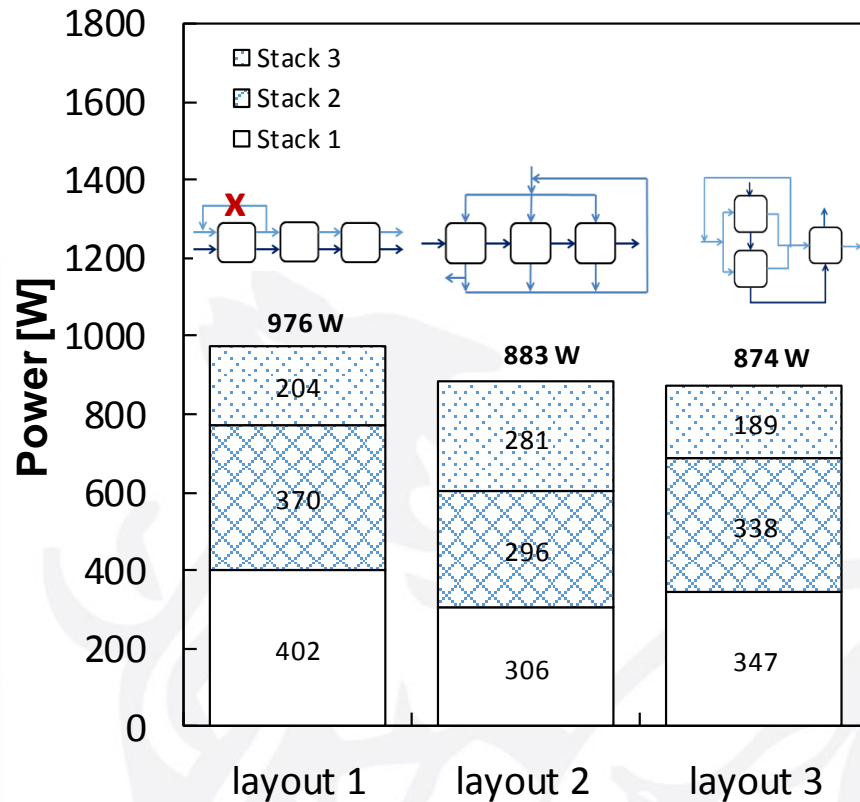 1800
1600
1400
1200
1000
800
600
400
200
0
Power [W]
Stack 3
Stack 2
Stack 1
X
976 W
883 W
874 W
204
281
189
370
296
338
402
306
347
layout 1
layout 2
layout 3